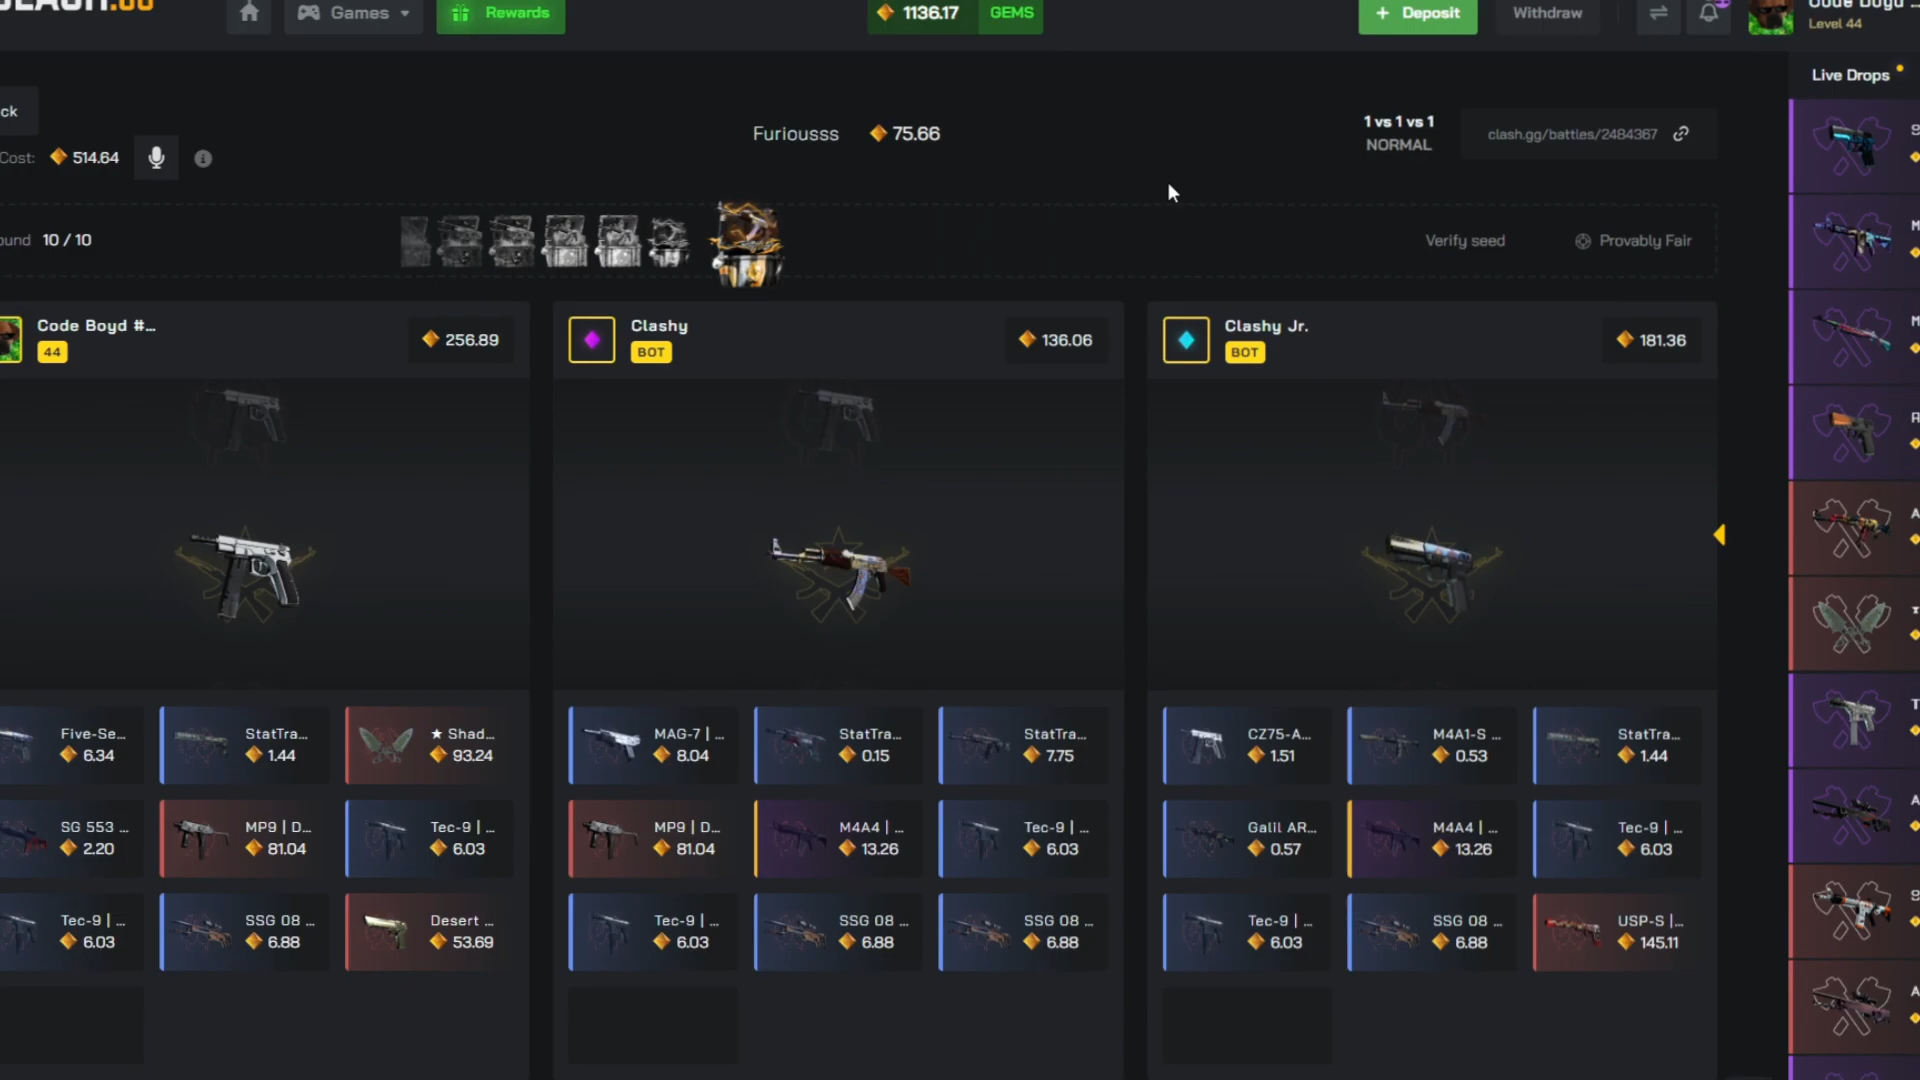 Games
Rewards
1136.17 GEMS
+ Deposit
Withdraw
Level 44
Live Drops
ck
Cost: 514.64
Furiousss 75.66
1 vs 1 vs 1
NORMAL
clash.gg/battles/2484367
ound 10 / 10
Verify seed
Provably Fair
Code Boyd #...
44
256.89
Clashy
BOT
136.06
Clashy Jr.
BOT
181.36
Five-Se...
6.34
StatTra...
1.44
★ Shad...
93.24
SG 553 ...
2.20
MP9 | D...
81.04
Tec-9 | ...
6.03
Tec-9 | ...
6.03
SSG 08 ...
6.88
Desert ...
53.69
MAG-7 | ...
8.04
StatTra...
0.15
StatTra...
7.75
MP9 | D...
81.04
M4A4 | ...
13.26
Tec-9 | ...
6.03
Tec-9 | ...
6.03
SSG 08 ...
6.88
SSG 08 ...
6.88
CZ75-A...
1.51
M4A1-S ...
0.53
StatTra...
1.44
Galil AR...
0.57
M4A4 | ...
13.26
Tec-9 | ...
6.03
Tec-9 | ...
6.03
SSG 08 ...
6.88
USP-S |...
145.11